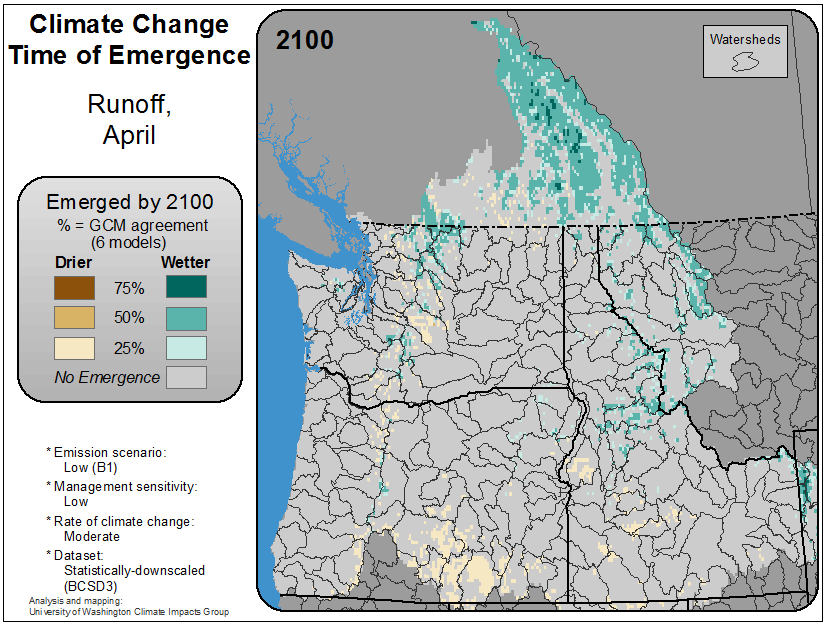 Climate Change
Time of Emergence
Runoff,
April
Emerged by 2100
% = GCM agreement
(6 models)
Drier Wetter
75%
50%
25%
No Emergence
* Emission scenario:
Low (B1)
* Management sensitivity:
Low
* Rate of climate change:
Moderate
* Dataset:
Statistically-downscaled
(BCSD3)
Analysis and mapping:
University of Washington Climate Impacts Group
2100
Watersheds